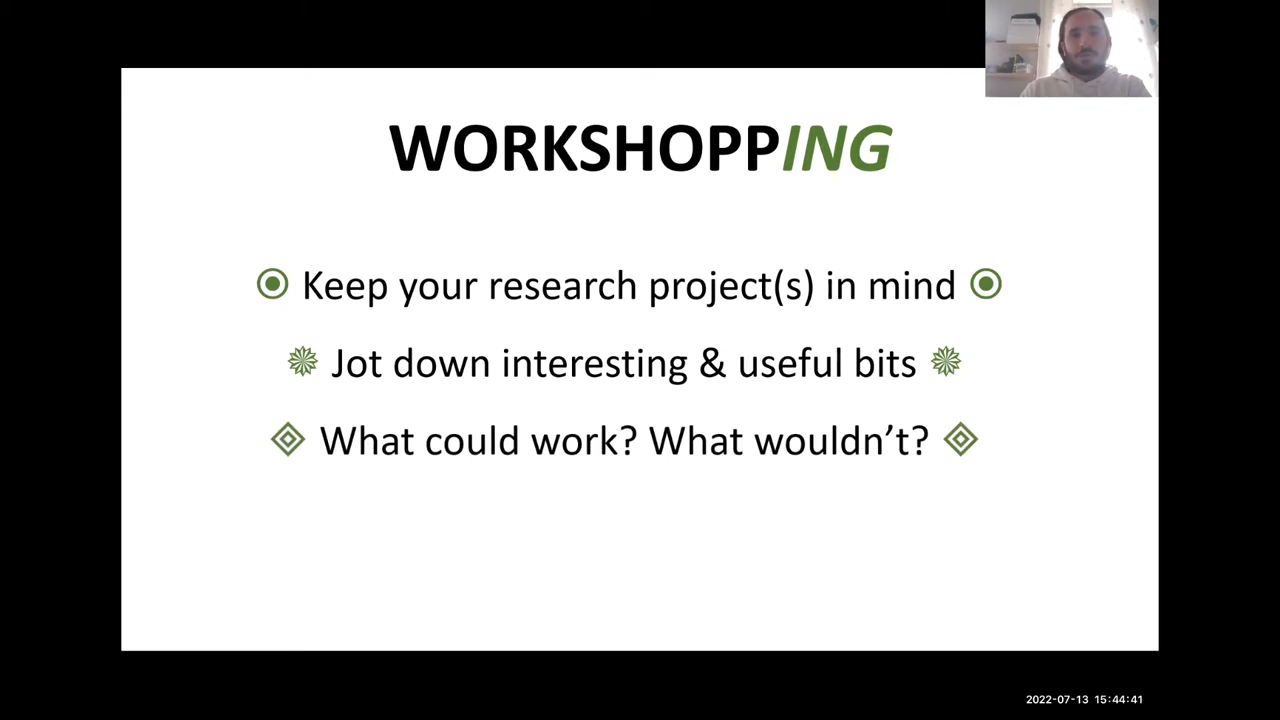 WORKSHOPPING
Keep your research project(s) in mind
Jot down interesting & useful bits
What could work? What wouldn’t?
2022-07-13 15:44:41